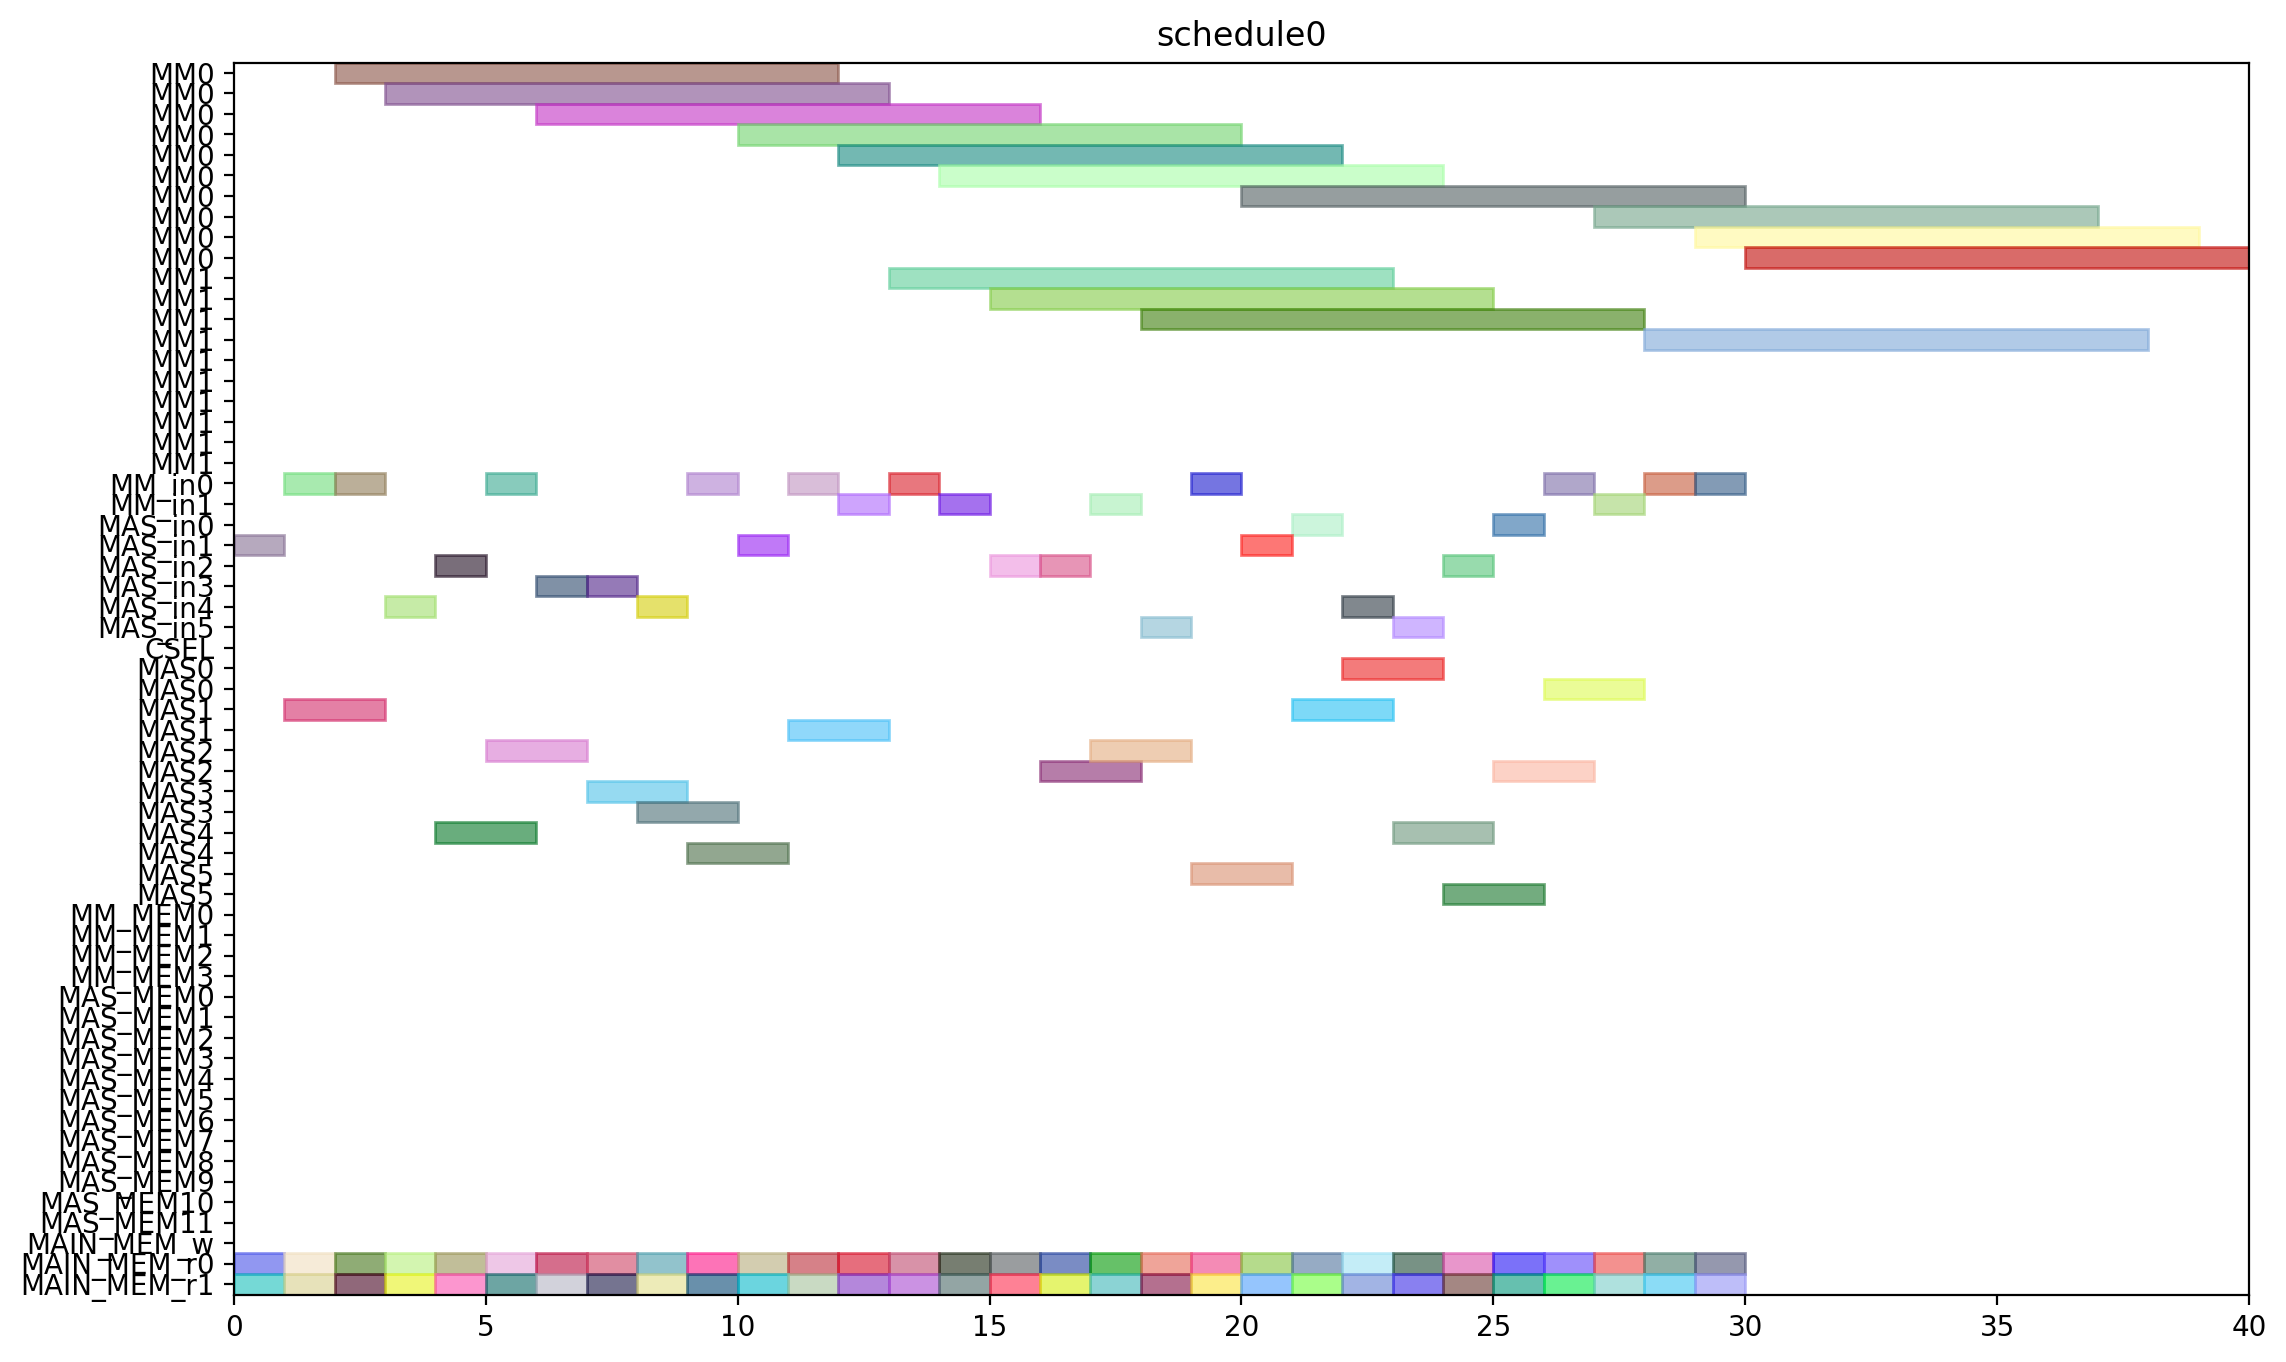 schedule0
MM0
MM0
MM0
MM0
MM0
MM0
MM0
MM0
MM0
MM0
MM1
MM1
MM1
MM1
MM1
MM1
MM1
MM1
MM1
MM1
MM_in0
MM_in1
MAS_in0
MAS_in1
MAS_in2
MAS_in3
MAS_in4
MAS_in5
CSEL
MAS0
MAS0
MAS1
MAS1
MAS2
MAS2
MAS3
MAS3
MAS4
MAS4
MAS5
MAS5
MM_MEM0
MM_MEM1
MM_MEM2
MM_MEM3
MAS_MEM0
MAS_MEM1
MAS_MEM2
MAS_MEM3
MAS_MEM4
MAS_MEM5
MAS_MEM6
MAS_MEM7
MAS_MEM8
MAS_MEM9
MAS_MEM10
MAS_MEM11
MAIN_MEM_w
MAIN_MEM_r0
MAIN_MEM_r1
0 5 10 15 20 25 30 35 40